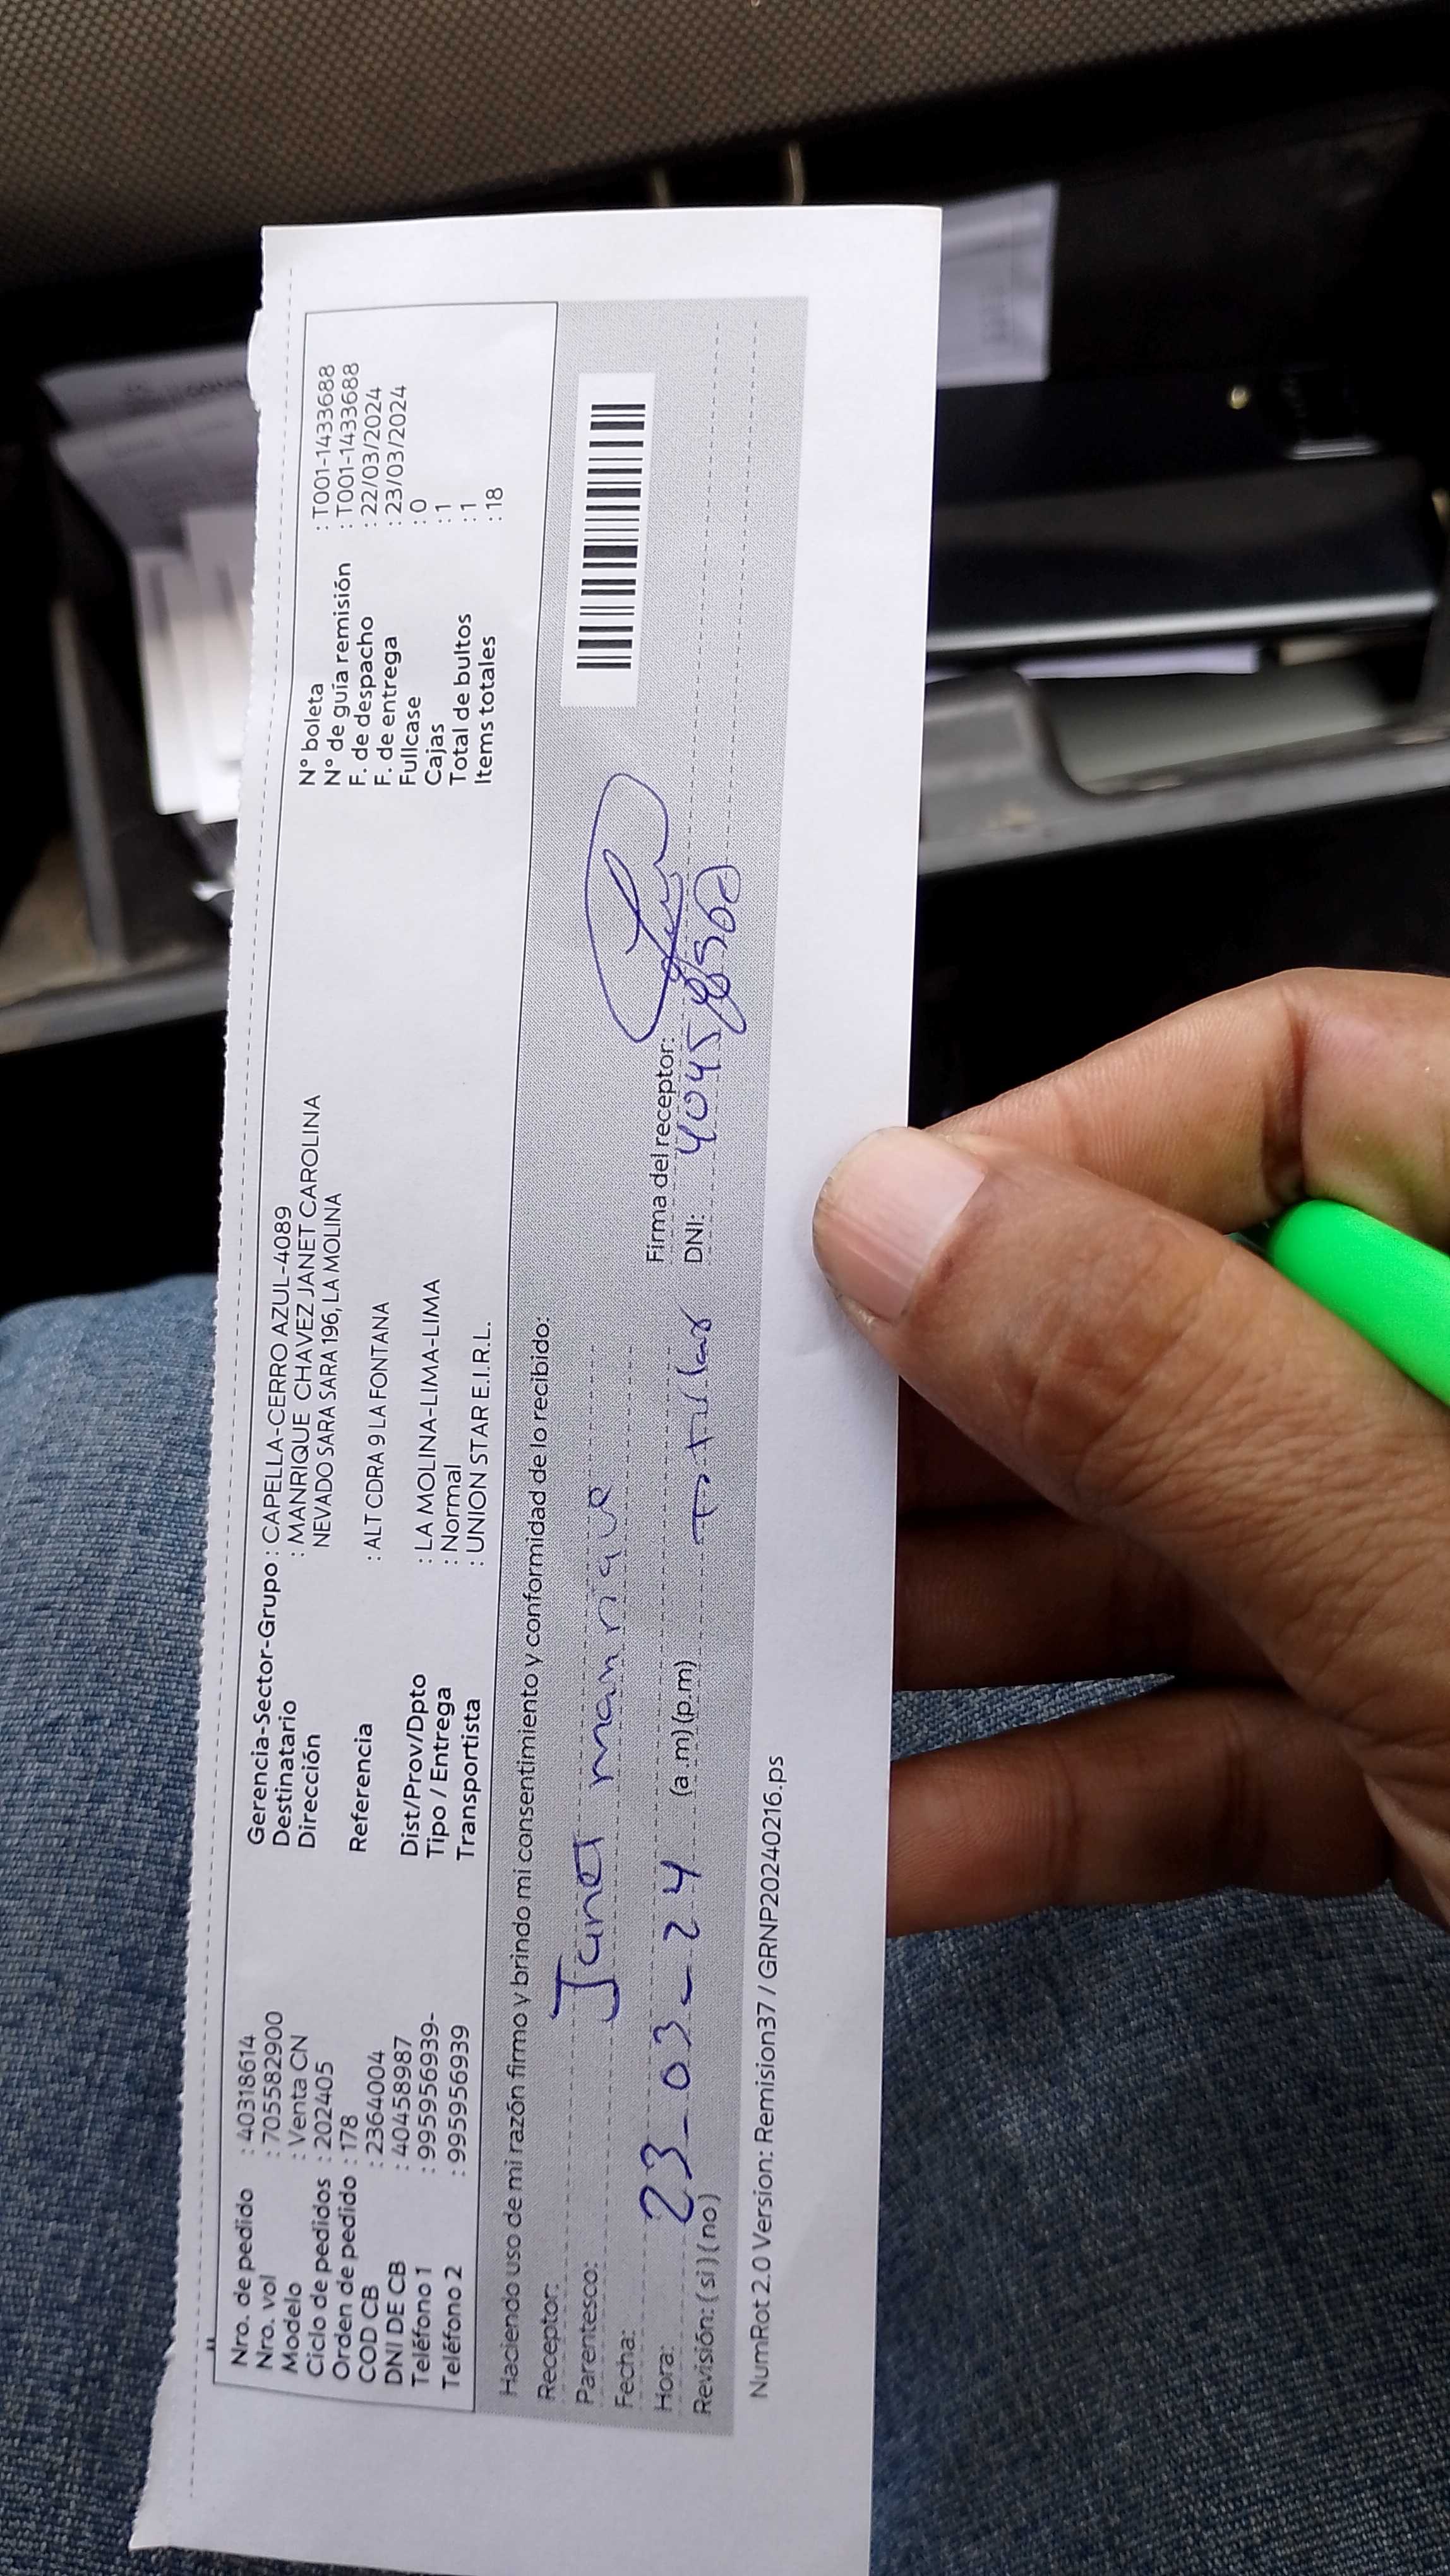 Nro. de pedido : 40318614
Nro. vol : 705582900
Modelo : Venta CN
Ciclo de pedidos : 202405
Orden de pedido : 178
COD CB : 2364004
DNI DE CB : 40458987
Teléfono 1 : 995956939-
Teléfono 2 : 995956939
Gerencia-Sector-Grupo : CAPELLA-CERRO AZUL-4089
Destinatario : MANRIQUE CHAVEZ JANET CAROLINA
Dirección NEVADO SARA SARA 196, LA MOLINA
Referencia : ALT CDRA 9 LA FONTANA
Dist/Prov/Dpto : LA MOLINA-LIMA-LIMA
Tipo / Entrega : Normal
Transportista : UNION STAR E.I.R.L.
N° boleta : T001-1433688
N° de guía remisión : T001-1433688
F. de despacho : 22/03/2024
F. de entrega : 23/03/2024
Fullcase : 0
Cajas : 1
Total de bultos : 1
Items totales : 18
Haciendo uso de mi razón firmo y brindo mi consentimiento y conformidad de lo recibido:
Receptor: Janet manrique
Parentesco:
Fecha: 23-03-24
Hora: (a.m)(p.m)
Revisión: (si)(no)
Titular
Firma del receptor:
DNI:
NumRot 2.0 Version: Remision37 / GRNP20240216.ps